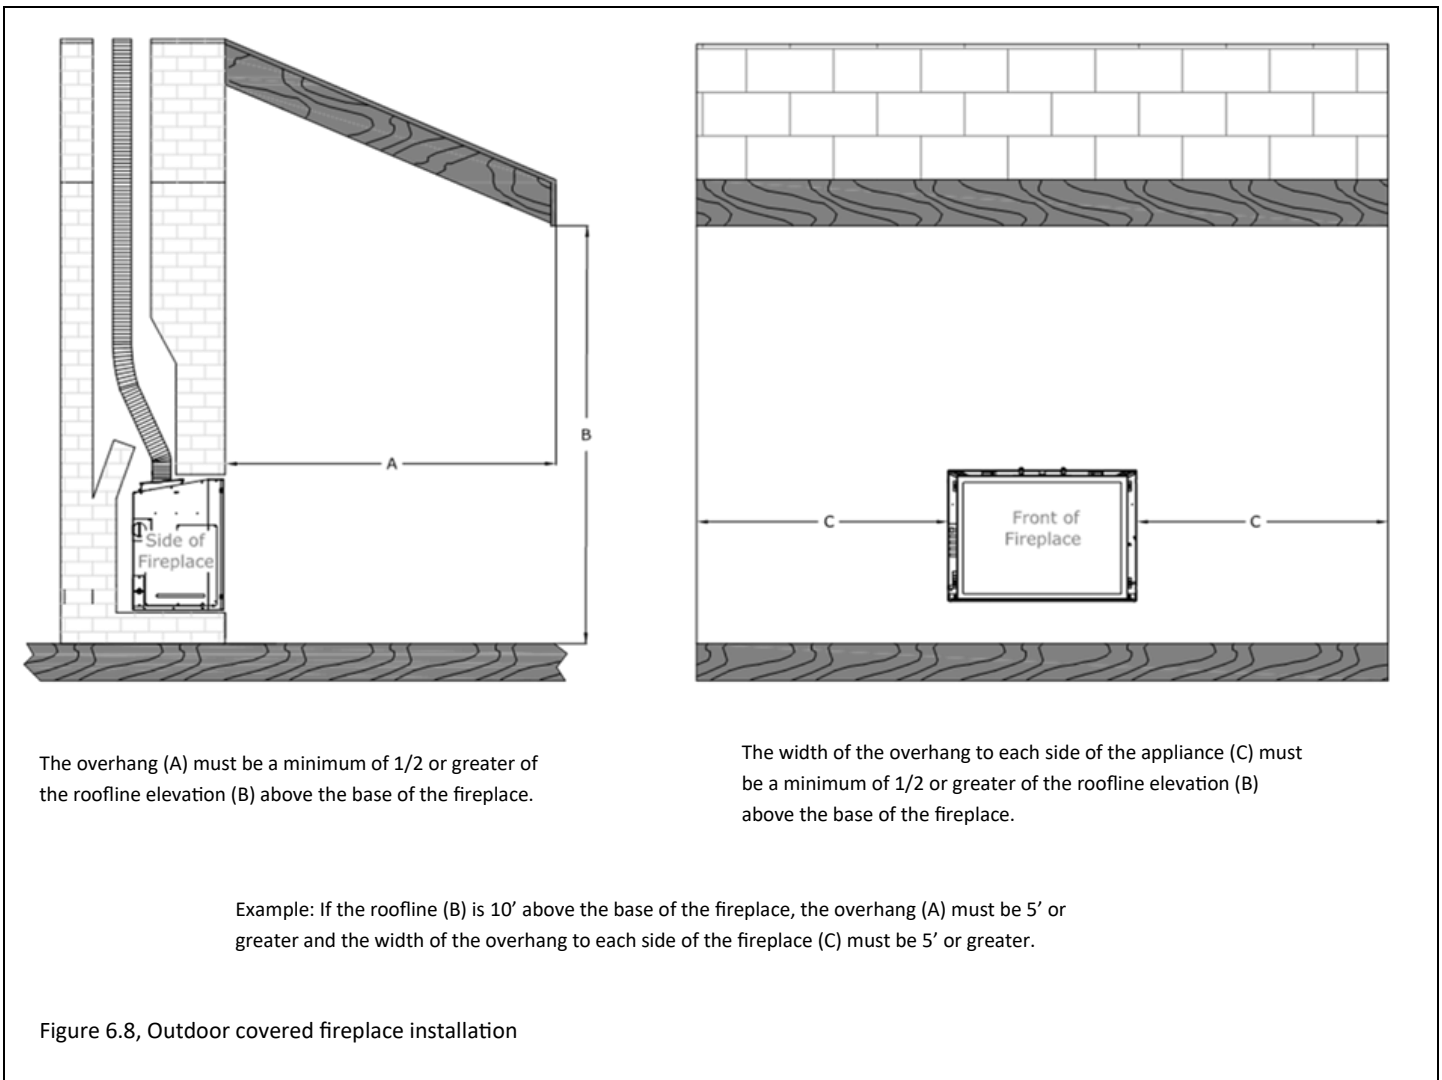 A
B
Side of
Fireplace
C
Front of
Fireplace
C
The overhang (A) must be a minimum of 1/2 or greater of
the roofline elevation (B) above the base of the fireplace.
The width of the overhang to each side of the appliance (C) must
be a minimum of 1/2 or greater of the roofline elevation (B)
above the base of the fireplace.
Example: If the roofline (B) is 10’ above the base of the fireplace, the overhang (A) must be 5’ or
greater and the width of the overhang to each side of the fireplace (C) must be 5’ or greater.
Figure 6.8, Outdoor covered fireplace installation